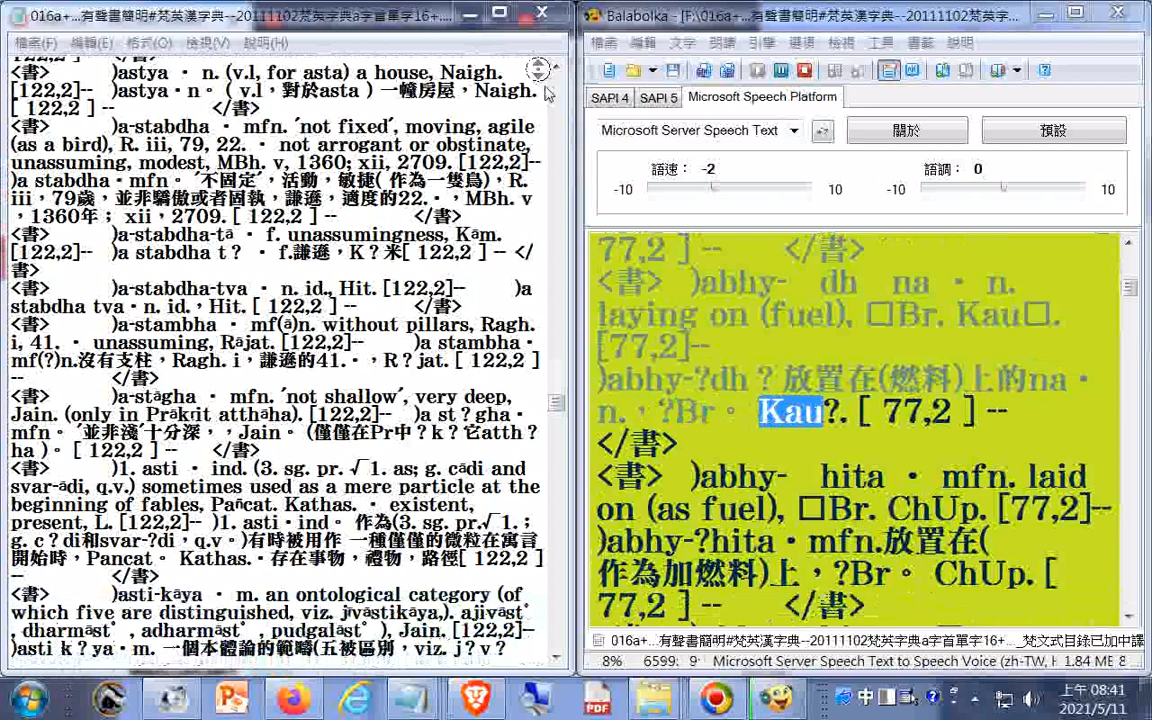 016a+...有聲書簡明#梵英漢字典--20111102梵英字典a字首單字16+...
檔案(F) 編輯(E) 格式(O) 檢視(V) 說明(H)
122,2 ] -- </書>
<書> )astya • n. (v.l, for asta) a house, Naigh.
[122,2]-- )astya•n。 ( v.l，對於asta ) 一幢房屋，Naigh.
[ 122,2 ] -- </書>
<書> )a-stabdha • mfn. 'not fixed', moving, agile
(as a bird), R. iii, 79, 22. • not arrogant or obstinate,
unassuming, modest, MBh. v, 1360; xii, 2709. [122,2]--
)a stabdha•mfn。 '不固定'，活動，敏捷( 作為一隻鳥)，R.
iii，79歲，並非驕傲或者固執，謙遜，適度的22.•，MBh. v
，1360年； xii，2709. [ 122,2 ] -- </書>
<書> )a-stabdha-tā • f. unassumingness, Kām.
[122,2]-- )a stabdha t？ • f.謙遜，K？米[ 122,2 ] -- </
書>
<書> )a-stabdha-tva • n. id., Hit. [122,2]-- )a
stabdha tva•n. id.，Hit. [ 122,2 ] -- </書>
<書> )a-stambha • mf(ā)n. without pillars, Ragh.
i, 41. • unassuming, Rājat. [122,2]-- )a stambha•
mf(?)n.沒有支柱，Ragh. i，謙遜的41.•，R？jat. [ 122,2 ]
-- </書>
<書> )a-stāgha • mfn. 'not shallow', very deep,
Jain. (only in Prākṛit atthāha). [122,2]-- )a st？gha•
mfn。 '並非淺'十分深，，Jain。 (僅僅在Pr中？k？它atth？
ha )。 [ 122,2 ] -- </書>
<書> )1. asti • ind. (3. sg. pr. √1. as; g. cādi and
svar-ādi, q.v.) sometimes used as a mere particle at the
beginning of fables, Pañcat. Kathas. • existent,
present, L. [122,2]-- )1. asti•ind。 作為(3. sg. pr.√1.；
g. c？di和svar-?di，q.v。)有時被用作 一種僅僅的微粒在寓言
開始時，Pancat。 Kathas.•存在事物，禮物，路徑[ 122,2 ]
-- </書>
<書> )asti-kāya • m. an ontological category (of
which five are distinguished, viz. jīvāstikāya,). ajivāst°
, dharmāst°, adharmāst°, pudgalāst°), Jain. [122,2]--
)asti k？ya•m. 一個本體論的範疇(五被區別，viz. j？v？
Balabolka - [F:\016a+...有聲書簡明#梵英漢字典--20111102梵英字...
檔案 編輯 文字 朗讀 引擎 選項 檢視 工具 書籤 說明
SAPI 4 SAPI 5 Microsoft Speech Platform
Microsoft Server Speech Text 關於 預設
語速： -2 語調： 0
-10 10 -10 10
77,2 ] -- </書>
<書> )abhy- dh na • n.
laying on (fuel), □Br. Kau□.
[77,2]--
)abhy-?dh？放置在(燃料)上的na•
n.，?Br。 Kau?. [ 77,2 ] --
</書>
<書> )abhy- hita • mfn. laid
on (as fuel), □Br. ChUp. [77,2]--
)abhy-?hita•mfn.放置在(
作為加燃料)上，?Br。 ChUp. [
77,2 ] -- </書>
016a+...有聲書簡明#梵英漢字典--20111102梵英字典a字首單字16+..._梵文式目錄已加中譯
8% 6599: 9 Microsoft Server Speech Text to Speech Voice (zh-TW, H 1.84 MB 8
中 上午 08:41
2021/5/11